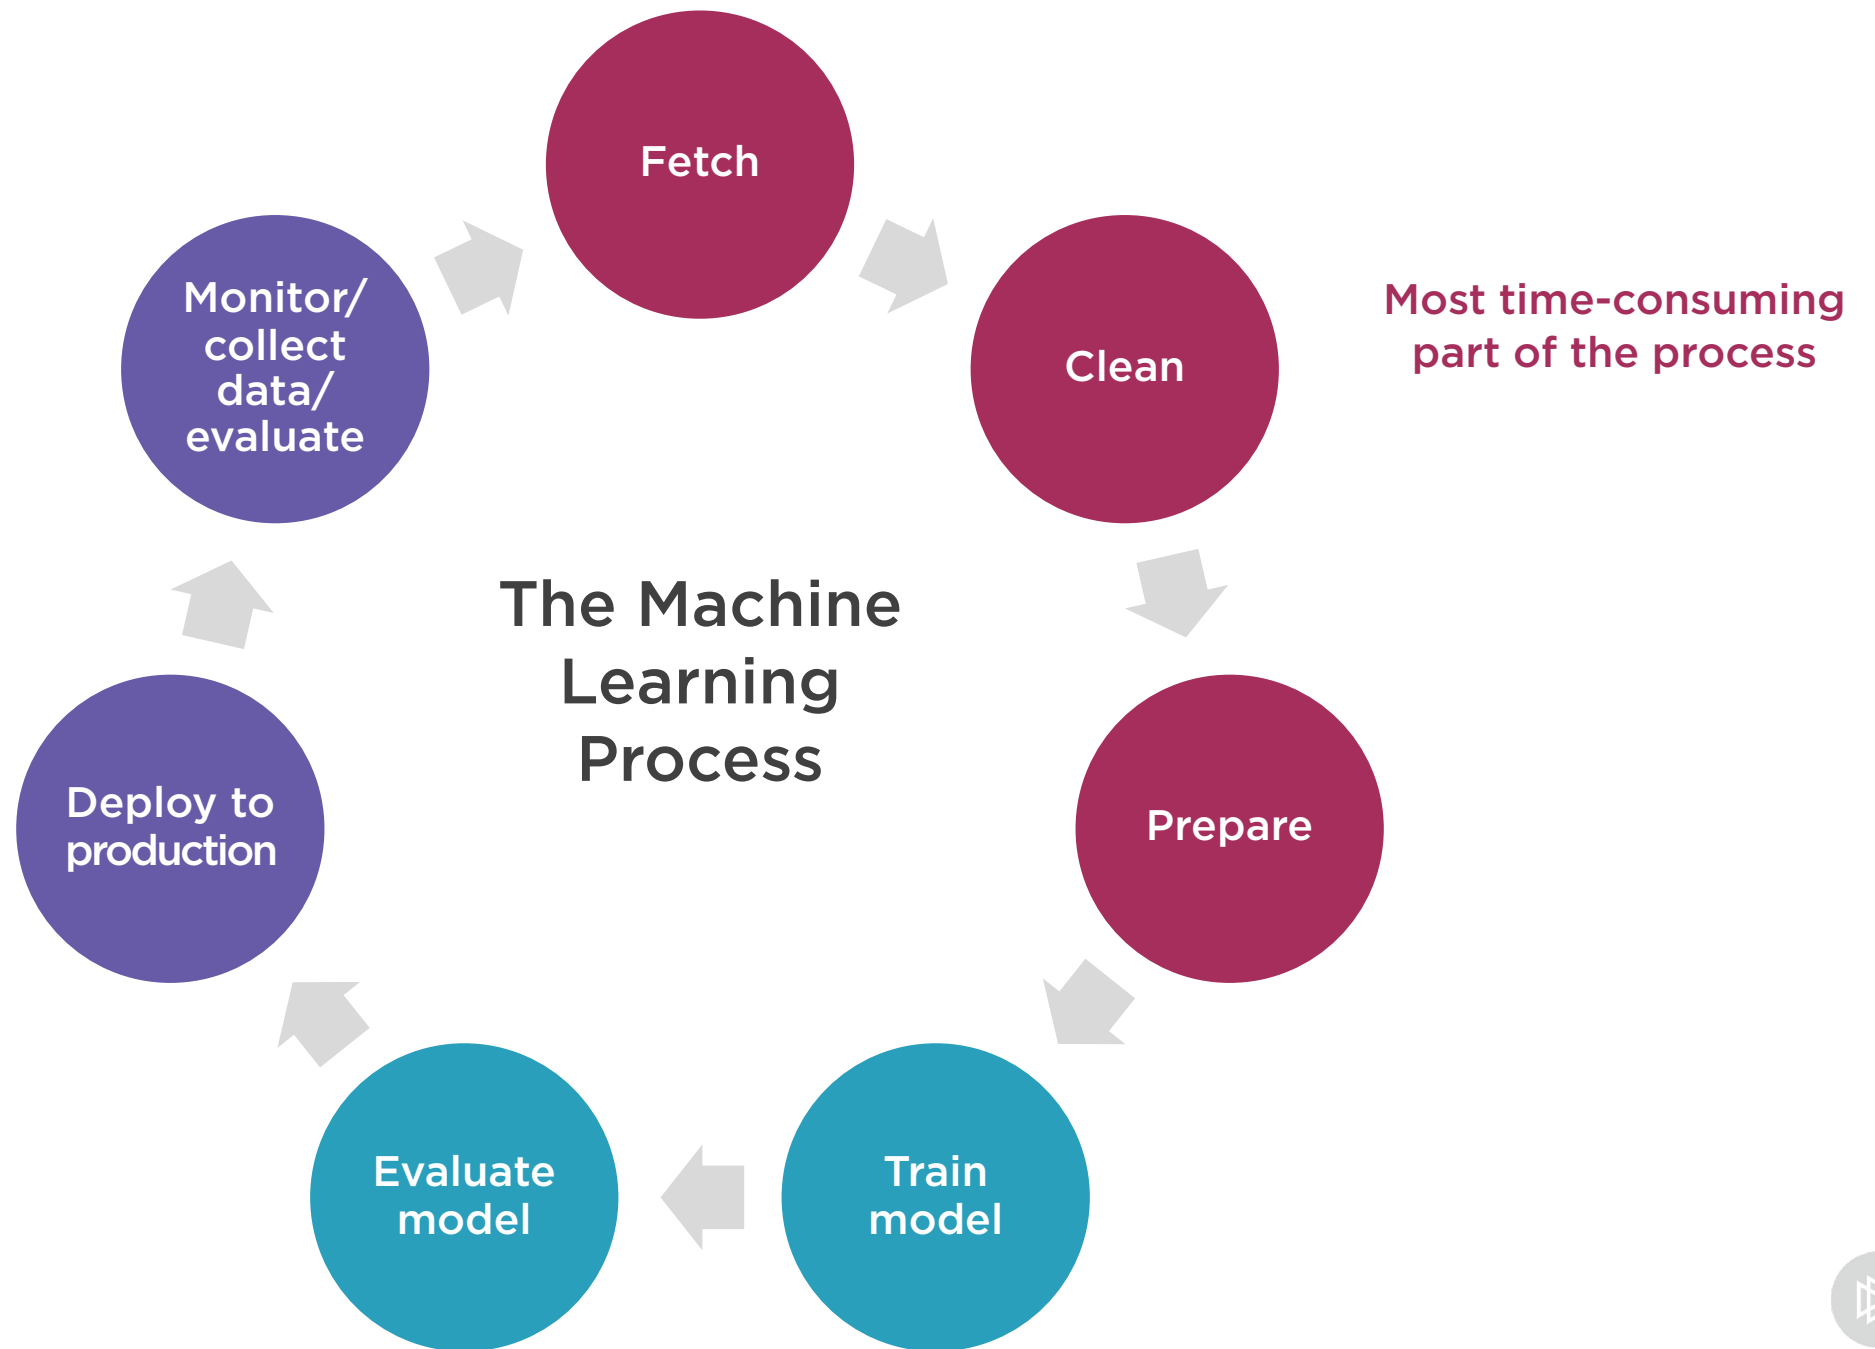 Fetch
Clean
Most time-consuming
part of the process
Prepare
Train
model
Evaluate
model
Deploy to
production
Monitor/
collect
data/
evaluate
The Machine
Learning
Process